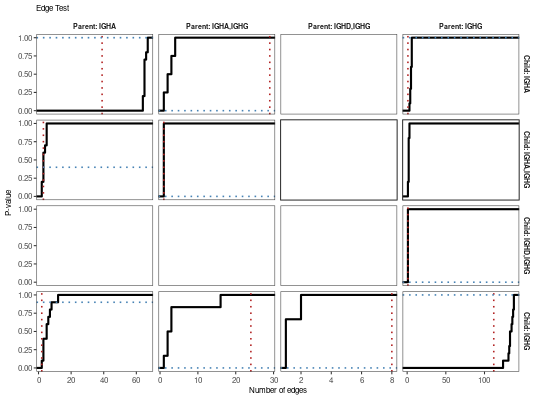 Edge Test
Parent: IGHA
Parent: IGHA,IGHG
Parent: IGHD,IGHG
Parent: IGHG
1.00
0.75
0.50
0.25
0.00
Child: IGHA
1.00
0.75
0.50
0.25
0.00
Child: IGHA,IGHG
1.00
0.75
0.50
0.25
0.00
Child: IGHD,IGHG
1.00
0.75
0.50
0.25
0.00
Child: IGHG
P-value
0 20 40 60
0 10 20 30
2 4 6 8
0 50 100
Number of edges